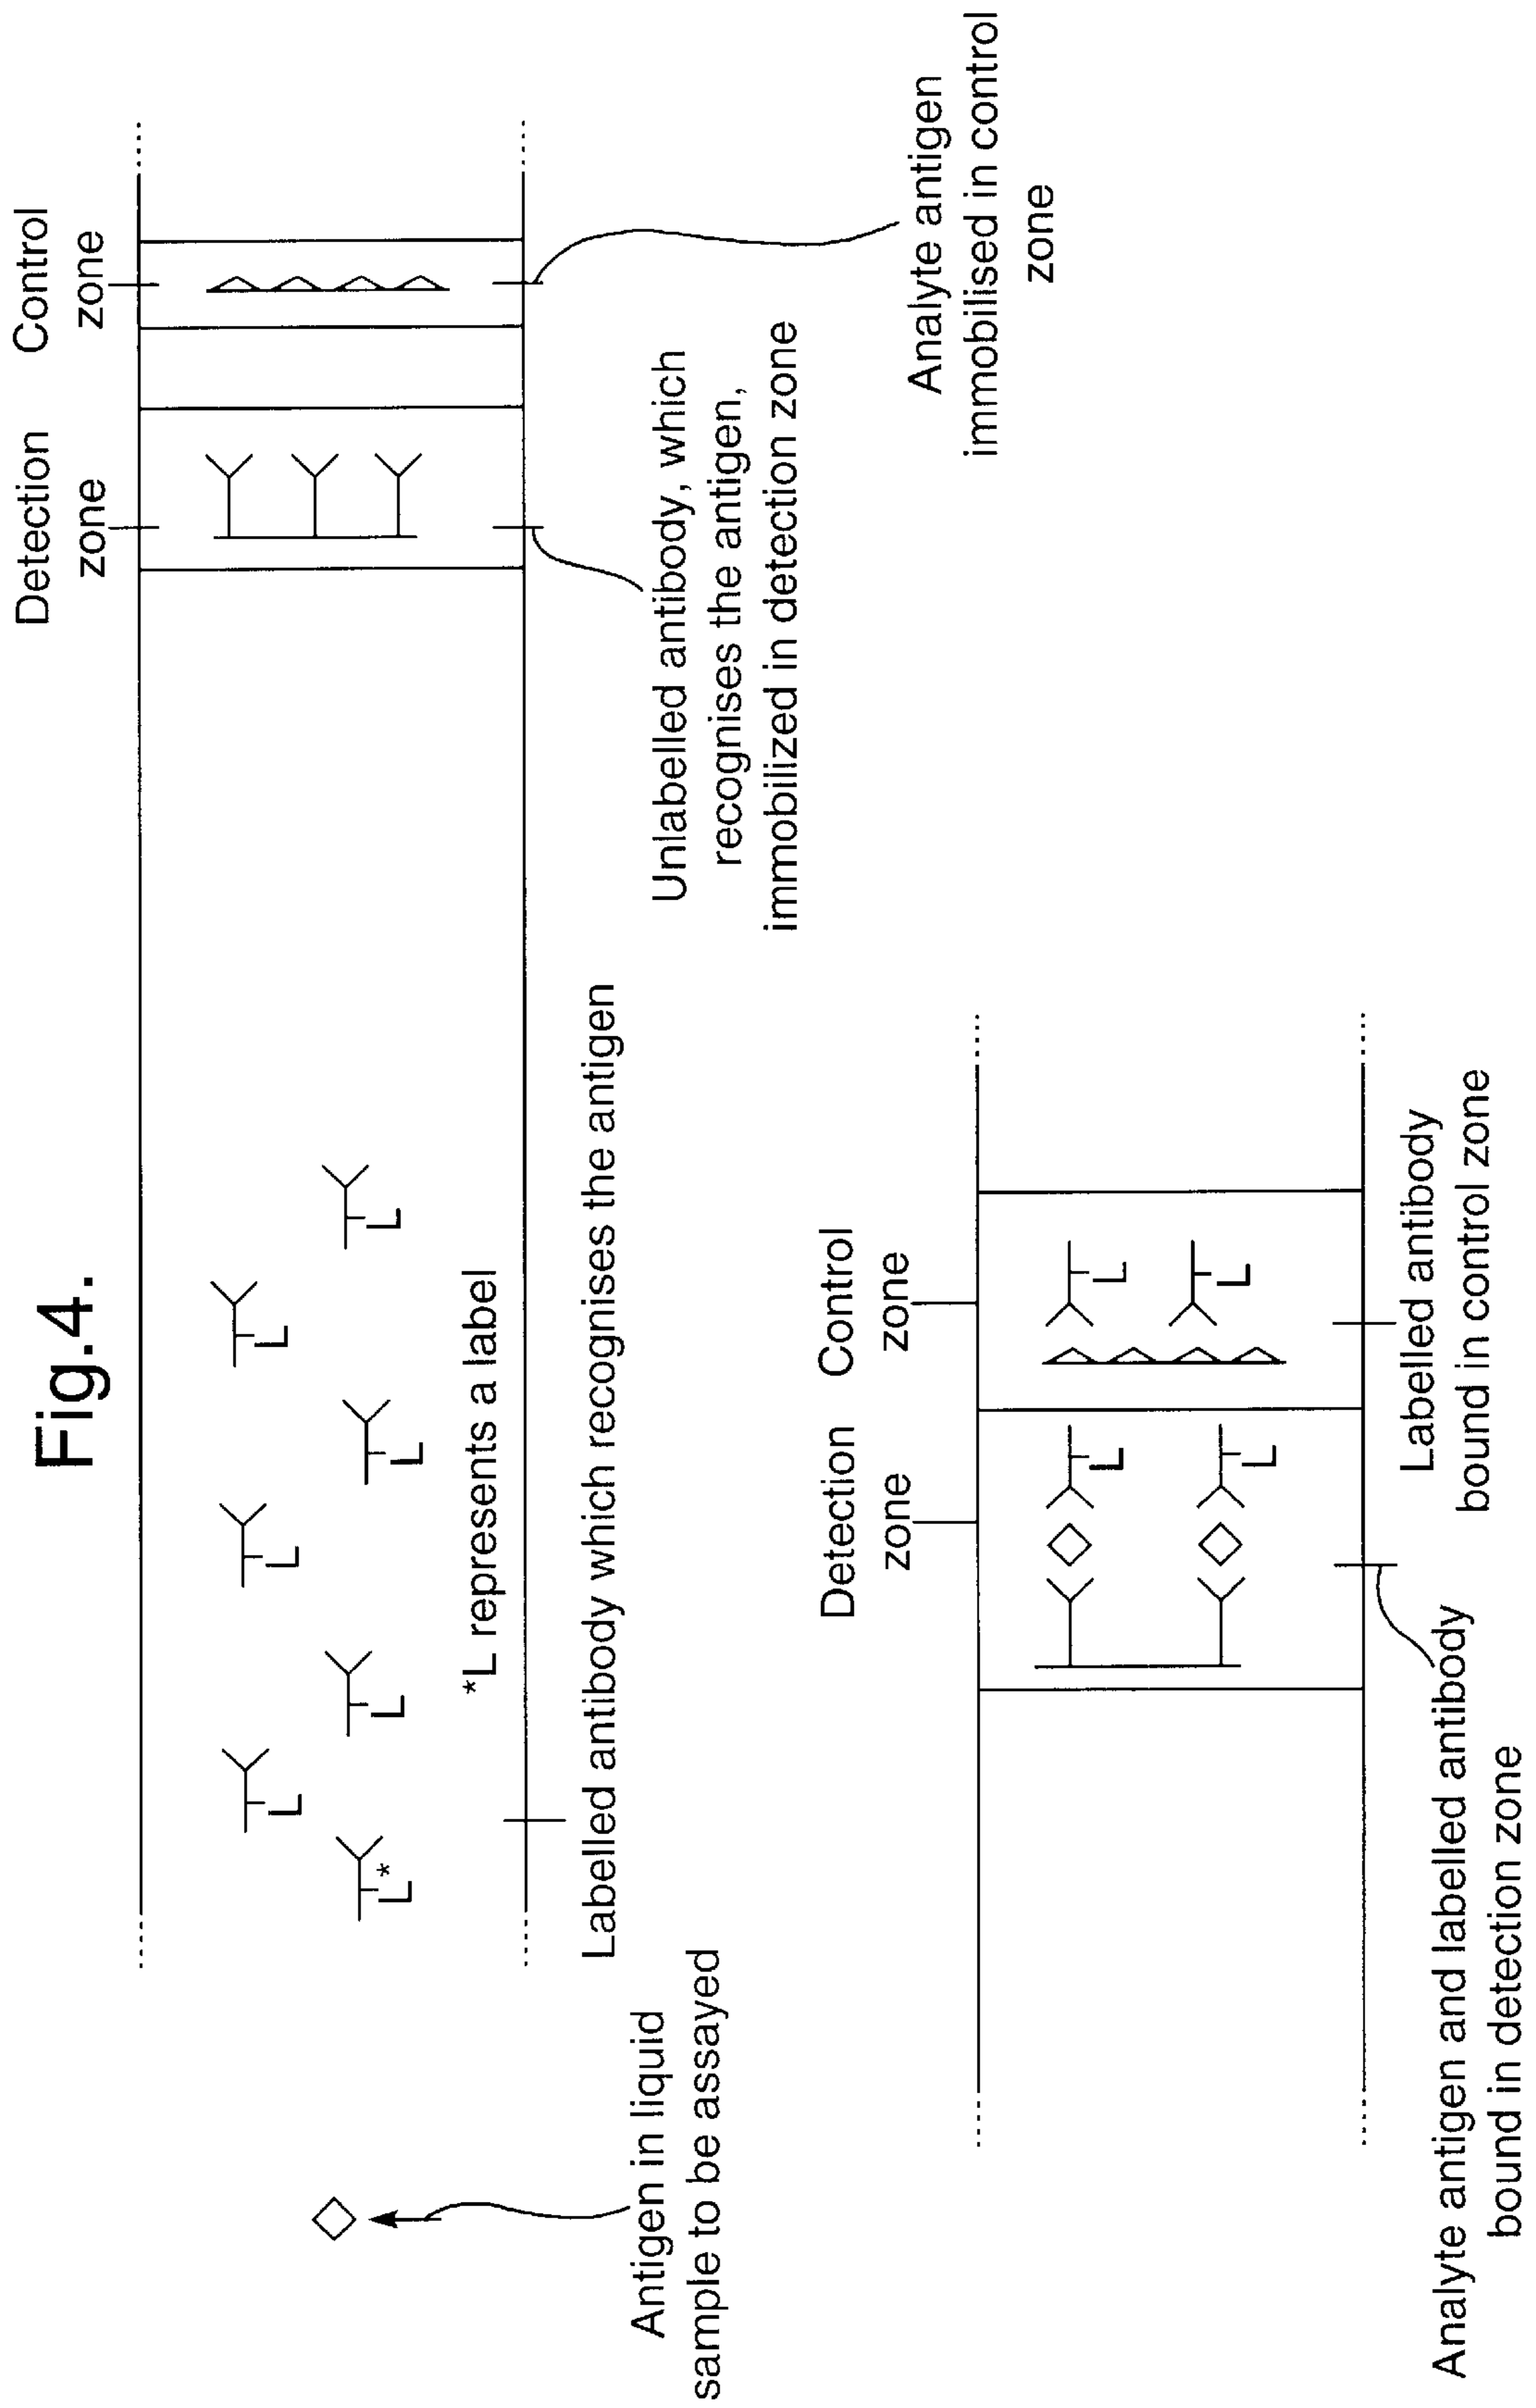 Fig.4.
Detection
zone
Control
zone
L*
L
L
L
L
L
L
*L represents a label
Antigen in liquid
sample to be assayed
Labelled antibody which recognises the antigen
Unlabelled antibody, which
recognises the antigen,
immobilized in detection zone
Analyte antigen
immobilised in control
zone
Detection
zone
Control
zone
L
L
L
L
Analyte antigen and labelled antibody
bound in detection zone
Labelled antibody
bound in control zone